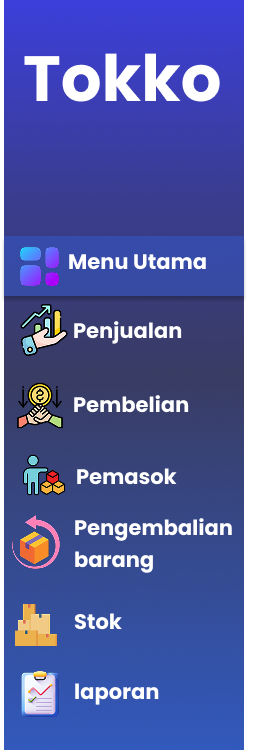 Tokko
Menu Utama
Penjualan
Pembelian
Pemasok
Pengembalian
barang
Stok
laporan